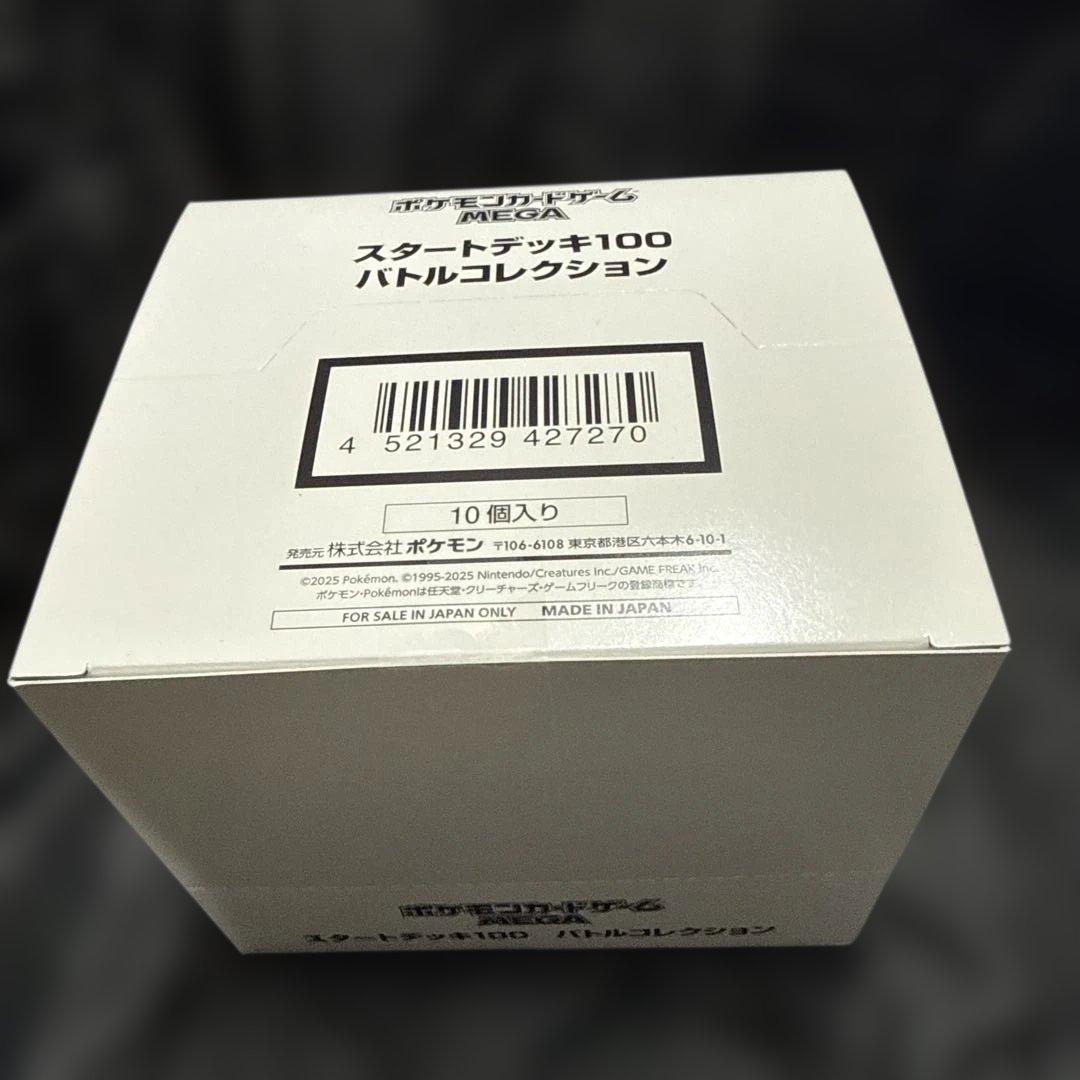 ポケモンカードゲーム
MEGA
スタートデッキ100
バトルコレクション
4 521329 427270
10個入り
発売元 株式会社ポケモン 〒106-6108 東京都港区六本木6-10-1
©2025 Pokémon. ©1995-2025 Nintendo/Creatures Inc./GAME FREAK Inc.
ポケモン・Pokémonは任天堂・クリーチャーズ・ゲームフリークの登録商標です
FOR SALE IN JAPAN ONLY MADE IN JAPAN
ポケモンカードゲーム
MEGA
スタートデッキ100 バトルコレクション